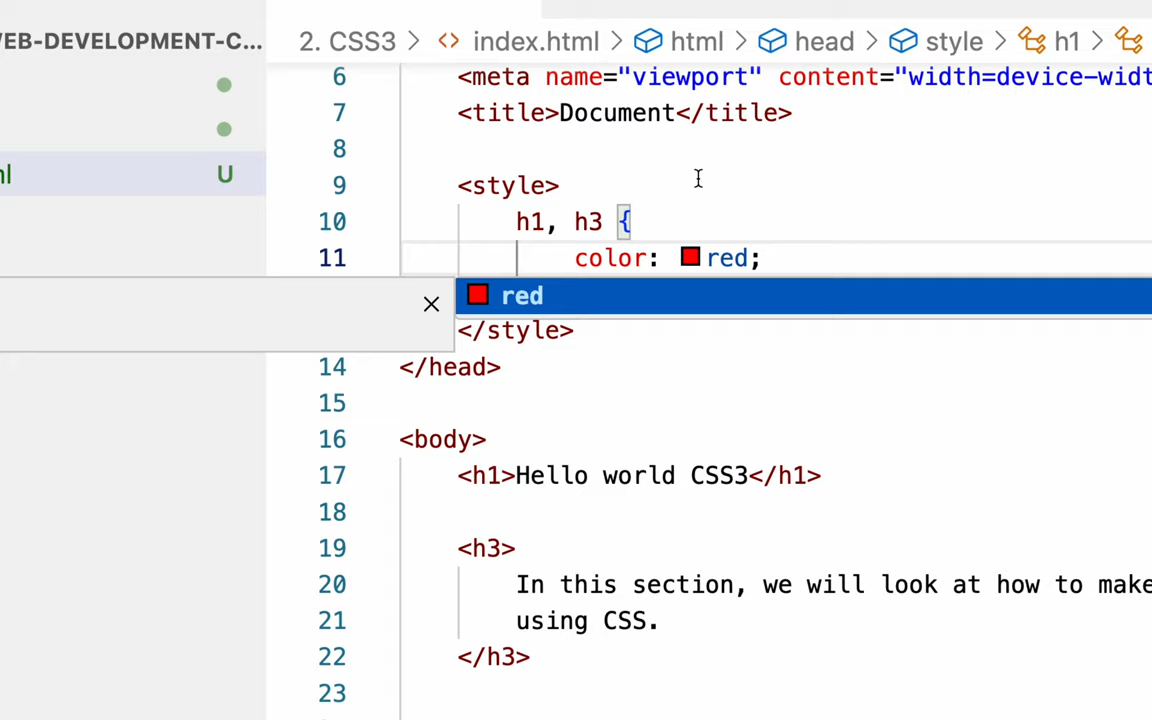 WEB-DEVELOPMENT-C...
2. CSS3 > <> index.html > html > head > style > h1 >
6 <meta name="viewport" content="width=device-widt
7 <title>Document</title>
8
9 <style>
U
10 h1, h3 {
11 color: red;
red
</style>
14 </head>
15
16 <body>
17 <h1>Hello world CSS3</h1>
18
19 <h3>
20 In this section, we will look at how to make
21 using CSS.
22 </h3>
23